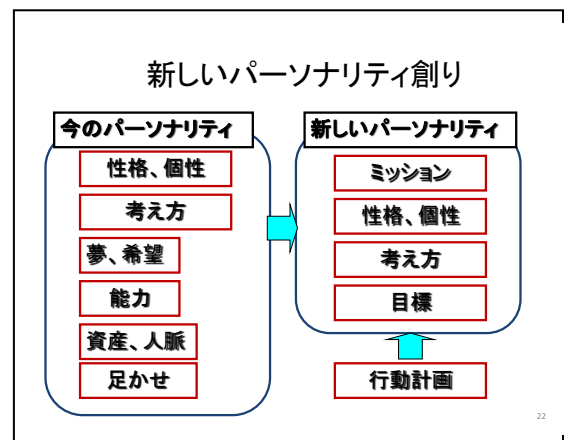 新しいパーソナリティ創り
今のパーソナリティ
性格、個性
考え方
夢、希望
能力
資産、人脈
足かせ
新しいパーソナリティ
ミッション
性格、個性
考え方
目標
行動計画
22